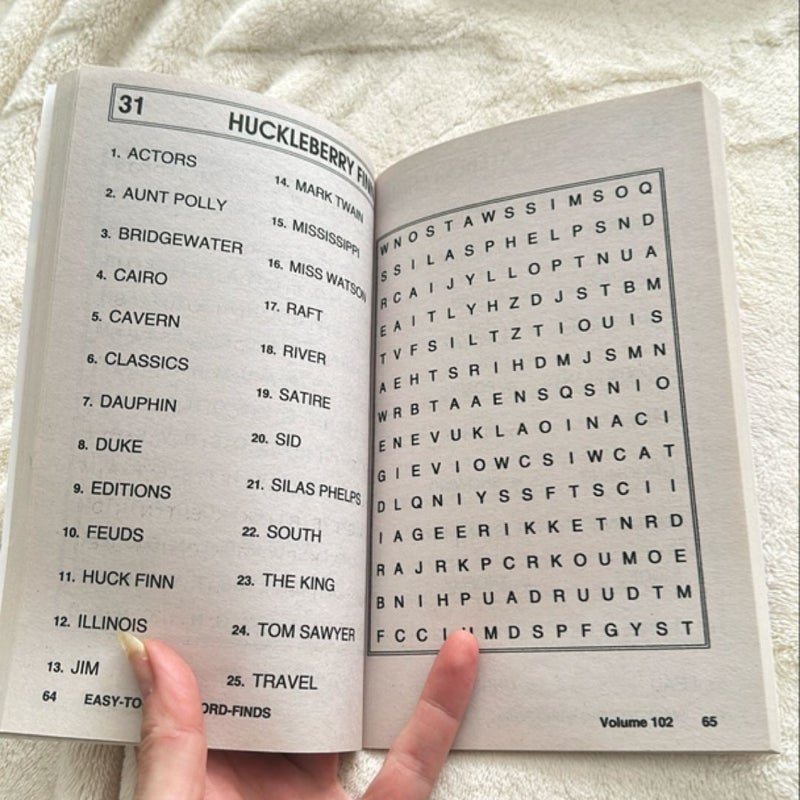 31 HUCKLEBERRY FINN
1. ACTORS
2. AUNT POLLY
3. BRIDGEWATER
4. CAIRO
5. CAVERN
6. CLASSICS
7. DAUPHIN
8. DUKE
9. EDITIONS
10. FEUDS
11. HUCK FINN
12. ILLINOIS
13. JIM
14. MARK TWAIN
15. MISSISSIPPI
16. MISS WATSON
17. RAFT
18. RIVER
19. SATIRE
20. SID
21. SILAS PHELPS
22. SOUTH
23. THE KING
24. TOM SAWYER
25. TRAVEL
64 EASY-TO ORD-FINDS
W N O S T A W S S I M S O Q
S S I L A S P H E L P S N D
R C A I J Y L L O P T N U A
E A I T L Y H Z D J S T B M
T V F S I L T Z T I O U I S
A E H T S R I H D M J S M N
W R B T A A E N S Q S N I O
E N E V U K L A O I N A C I
G I E V I O W C S I W C A T
D L Q N I Y S S F T S C I I
I A G E E R I K K E T N R D
R A J R K P C R K O U M O E
B N I H P U A D R U U D T M
F C C I M D S P F G Y S T
Volume 102 65